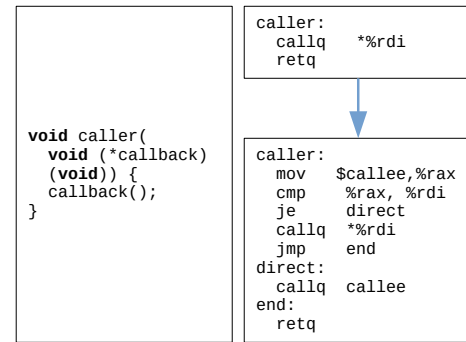 void caller(
void (*callback)
(void)) {
callback();
}
caller:
callq *%rdi
retq
caller:
mov $callee,%rax
cmp %rax, %rdi
je direct
callq *%rdi
jmp end
direct:
callq callee
end:
retq